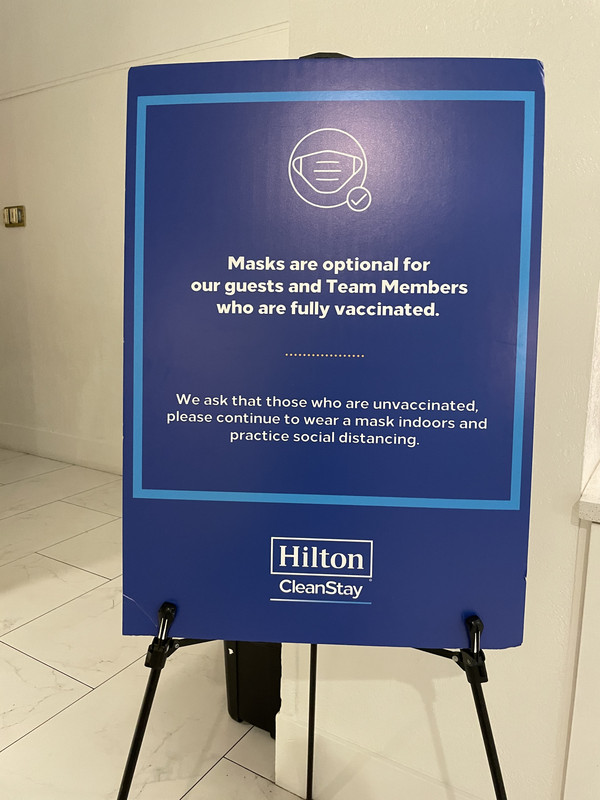 Masks are optional for
our guests and Team Members
who are fully vaccinated.
We ask that those who are unvaccinated,
please continue to wear a mask indoors and
practice social distancing.
Hilton
CleanStay